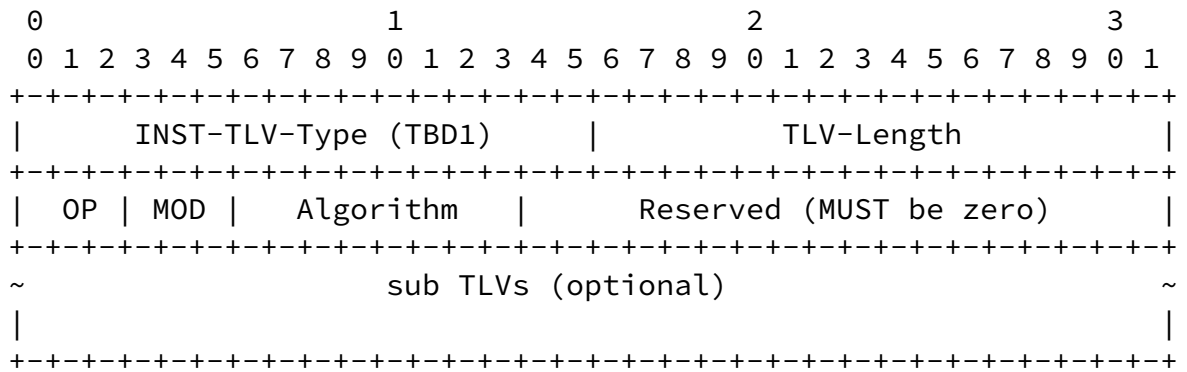 0                   1                   2                   3
 0 1 2 3 4 5 6 7 8 9 0 1 2 3 4 5 6 7 8 9 0 1 2 3 4 5 6 7 8 9 0 1
+-+-+-+-+-+-+-+-+-+-+-+-+-+-+-+-+-+-+-+-+-+-+-+-+-+-+-+-+-+-+-+-+
|      INST-TLV-Type (TBD1)     |          TLV-Length           |
+-+-+-+-+-+-+-+-+-+-+-+-+-+-+-+-+-+-+-+-+-+-+-+-+-+-+-+-+-+-+-+-+
|  OP | MOD |   Algorithm   |      Reserved (MUST be zero)      |
+-+-+-+-+-+-+-+-+-+-+-+-+-+-+-+-+-+-+-+-+-+-+-+-+-+-+-+-+-+-+-+-+
~                    sub TLVs (optional)                        ~
|                                                               |
+-+-+-+-+-+-+-+-+-+-+-+-+-+-+-+-+-+-+-+-+-+-+-+-+-+-+-+-+-+-+-+-+